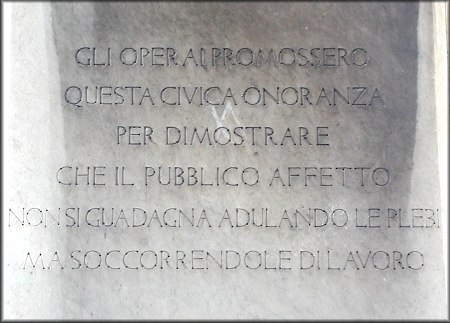 GLI OPERAI PROMOSSERO
QUESTA CIVICA ONORANZA
PER DIMOSTRARE
CHE IL PUBBLICO AFFETTO
NON SI GUADAGNA ADULANDO LE PLEBI
MA SOCCORRENDOLE DI LAVORO